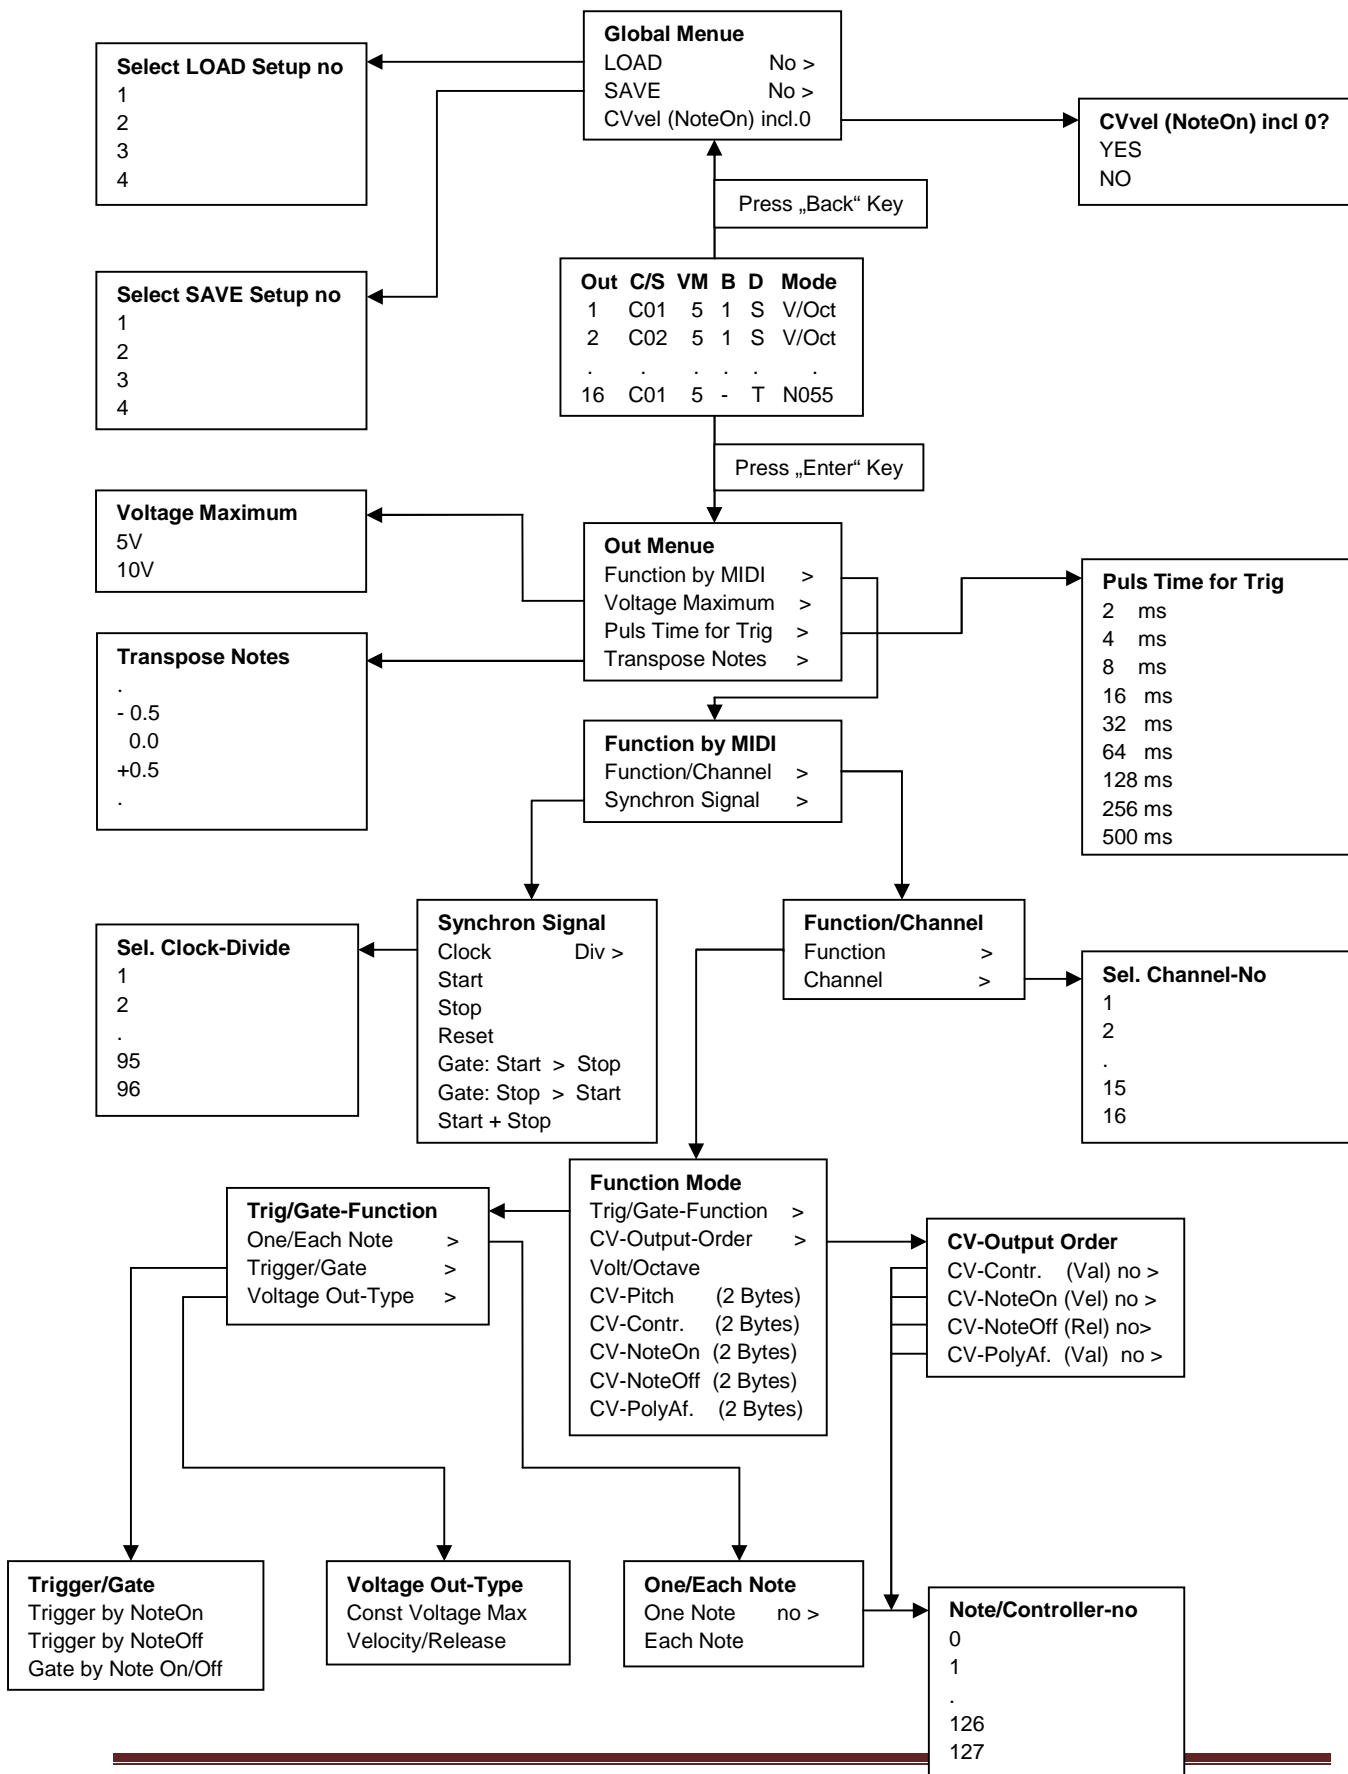 Global Menue
LOAD No >
SAVE No >
CVvel (NoteOn) incl.0
Select LOAD Setup no
1
2
3
4
CVvel (NoteOn) incl 0?
YES
NO
Press „Back“ Key
Select SAVE Setup no
1
2
3
4
Out C/S VM B D Mode
1 C01 5 1 S V/Oct
2 C02 5 1 S V/Oct
. . . . . .
16 C01 5 - T N055
Press „Enter“ Key
Voltage Maximum
5V
10V
Out Menue
Function by MIDI >
Voltage Maximum >
Puls Time for Trig >
Transpose Notes >
Puls Time for Trig
2 ms
4 ms
8 ms
16 ms
32 ms
64 ms
128 ms
256 ms
500 ms
Transpose Notes
.
- 0.5
0.0
+0.5
.
Function by MIDI
Function/Channel >
Synchron Signal >
Sel. Clock-Divide
1
2
.
95
96
Synchron Signal
Clock Div >
Start
Stop
Reset
Gate: Start > Stop
Gate: Stop > Start
Start + Stop
Function/Channel
Function >
Channel >
Sel. Channel-No
1
2
.
15
16
Trig/Gate-Function
One/Each Note >
Trigger/Gate >
Voltage Out-Type >
Function Mode
Trig/Gate-Function >
CV-Output-Order >
Volt/Octave
CV-Pitch (2 Bytes)
CV-Contr. (2 Bytes)
CV-NoteOn (2 Bytes)
CV-NoteOff (2 Bytes)
CV-PolyAf. (2 Bytes)
CV-Output Order
CV-Contr. (Val) no >
CV-NoteOn (Vel) no >
CV-NoteOff (Rel) no>
CV-PolyAf. (Val) no >
Trigger/Gate
Trigger by NoteOn
Trigger by NoteOff
Gate by Note On/Off
Voltage Out-Type
Const Voltage Max
Velocity/Release
One/Each Note
One Note no >
Each Note
Note/Controller-no
0
1
.
126
127